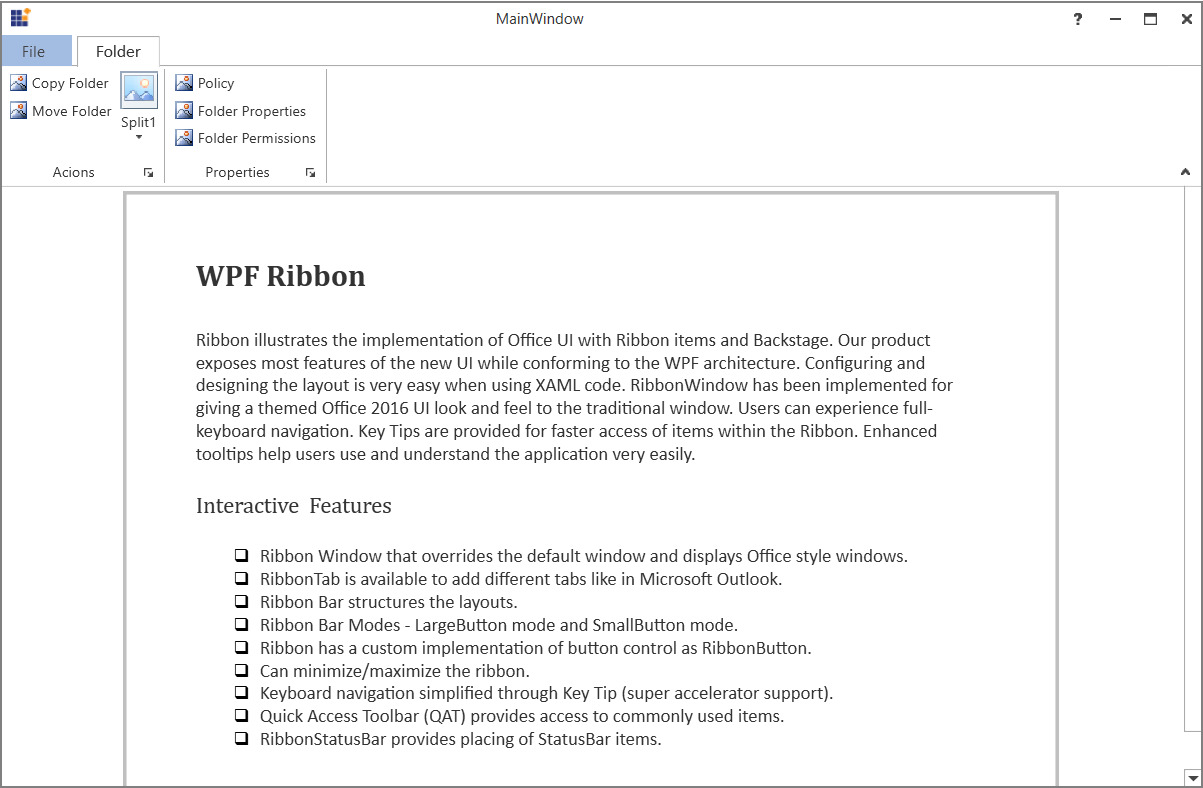 MainWindow
?
File
Folder
Copy Folder
Move Folder
Split1
Acions
Policy
Folder Properties
Folder Permissions
Properties
WPF Ribbon
Ribbon illustrates the implementation of Office UI with Ribbon items and Backstage. Our product
exposes most features of the new UI while conforming to the WPF architecture. Configuring and
designing the layout is very easy when using XAML code. RibbonWindow has been implemented for
giving a themed Office 2016 UI look and feel to the traditional window. Users can experience full-
keyboard navigation. Key Tips are provided for faster access of items within the Ribbon. Enhanced
tooltips help users use and understand the application very easily.
Interactive Features
Ribbon Window that overrides the default window and displays Office style windows.
RibbonTab is available to add different tabs like in Microsoft Outlook.
Ribbon Bar structures the layouts.
Ribbon Bar Modes - LargeButton mode and SmallButton mode.
Ribbon has a custom implementation of button control as RibbonButton.
Can minimize/maximize the ribbon.
Keyboard navigation simplified through Key Tip (super accelerator support).
Quick Access Toolbar (QAT) provides access to commonly used items.
RibbonStatusBar provides placing of StatusBar items.